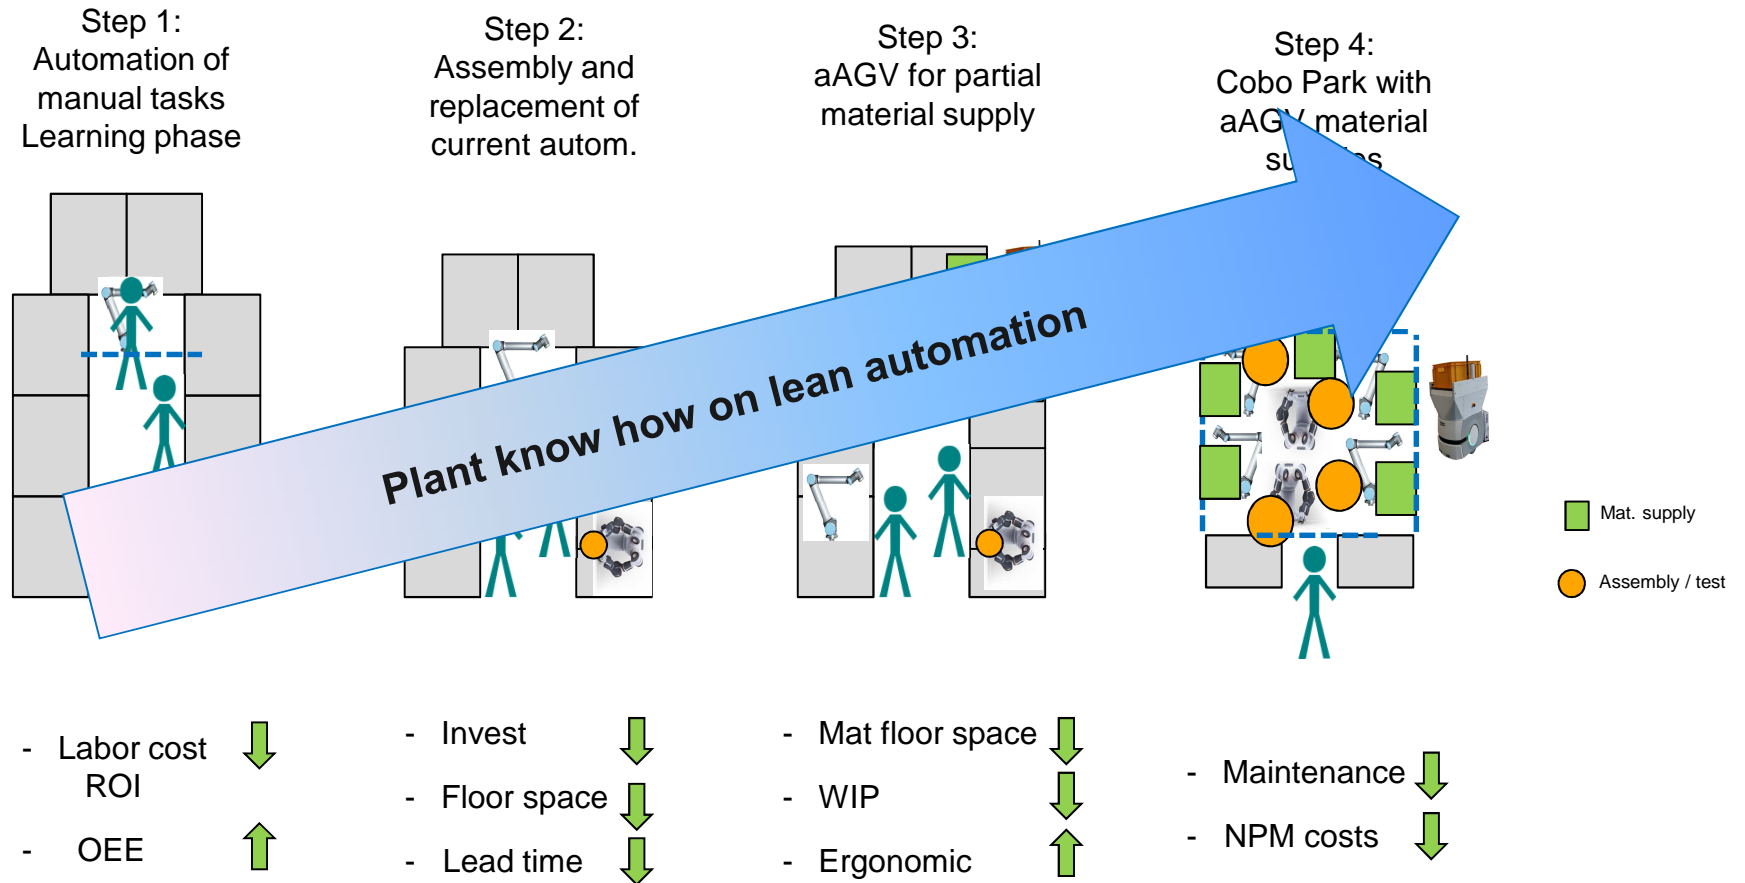 Step 1:
Automation of
manual tasks
Learning phase
Step 2:
Assembly and
replacement of
current autom.
Step 3:
aAGV for partial
material supply
Step 4:
Cobo Park with
aAGV material
Plant know how on lean automation
Mat. supply
Assembly / test
- Labor cost
ROI
- OEE
- Invest
- Floor space
- Lead time
- Mat floor space
- WIP
- Ergonomic
- Maintenance
- NPM costs